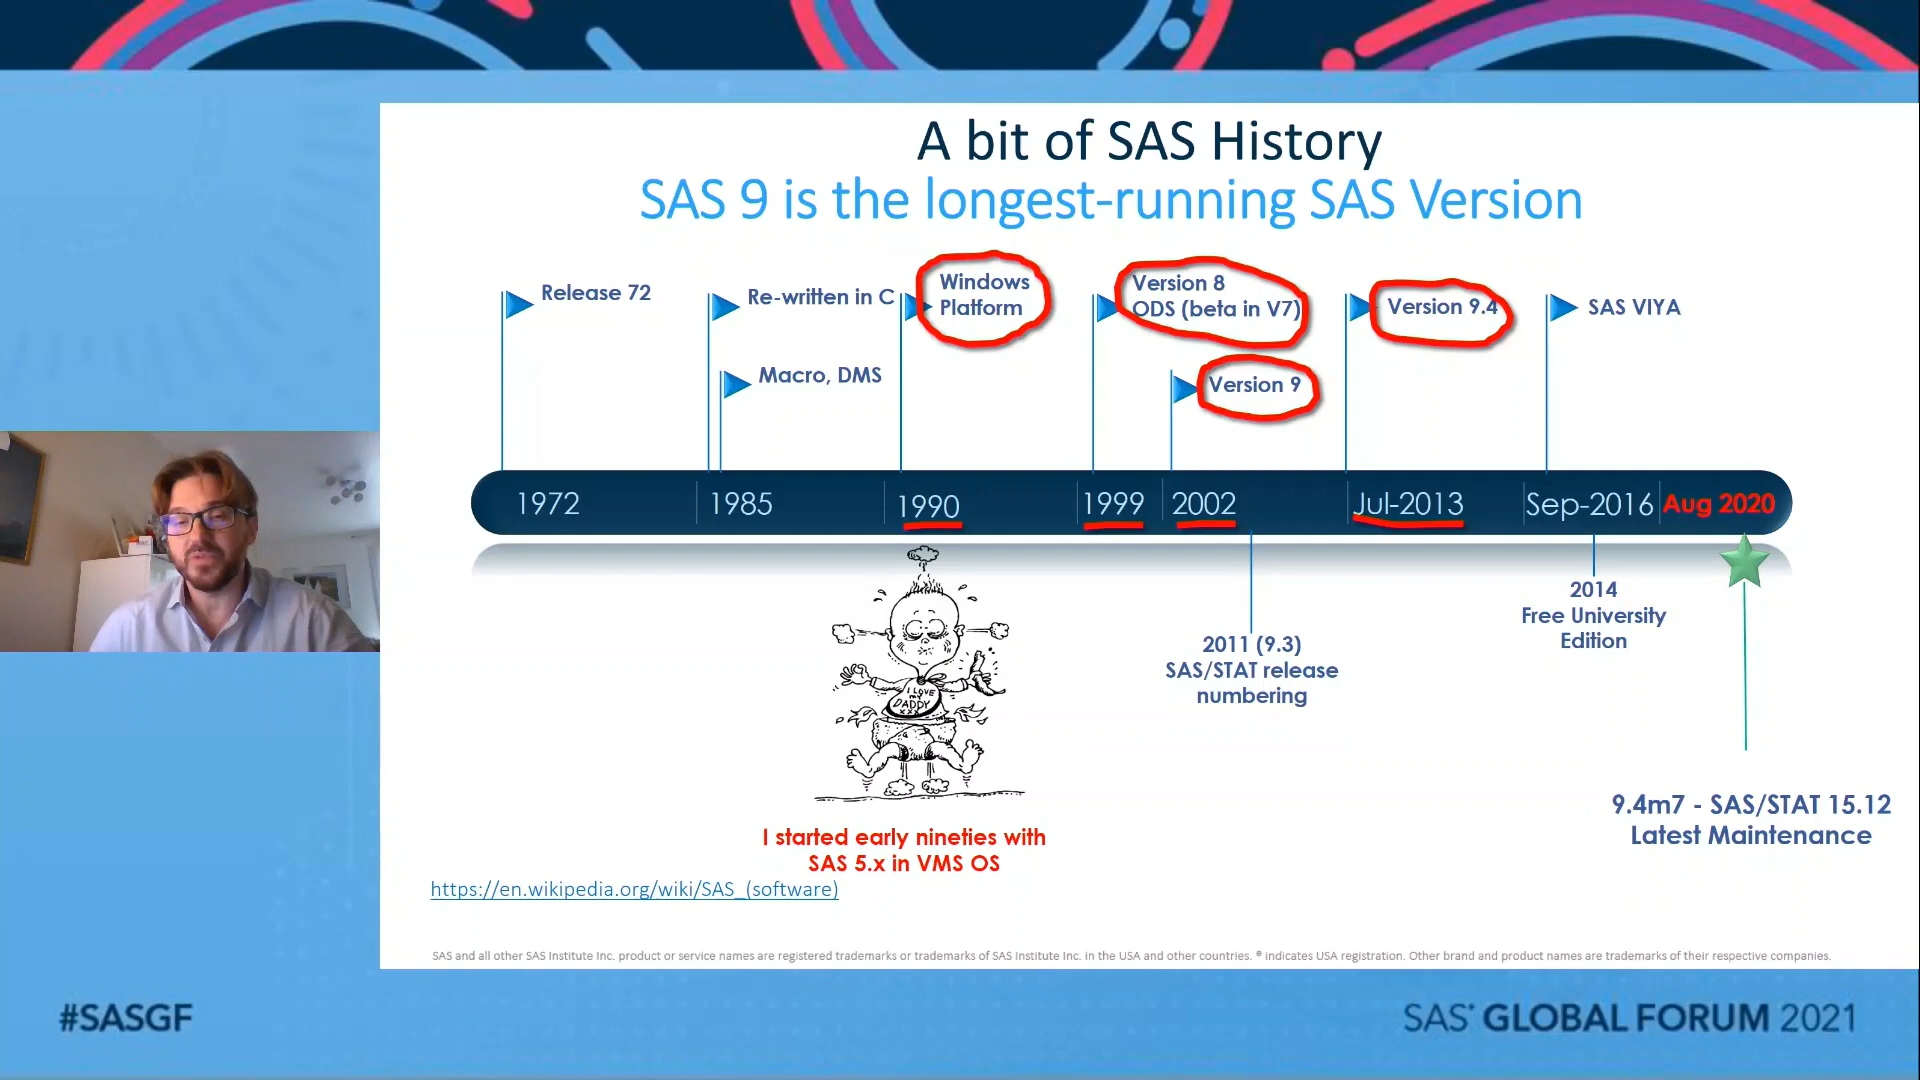 A bit of SAS History
SAS 9 is the longest-running SAS Version
Release 72
Re-written in C
Macro, DMS
Windows
Platform
Version 8
ODS (beta in V7)
Version 9
Version 9.4
SAS VIYA
1972
1985
1990
1999
2002
Jul-2013
Sep-2016
Aug 2020
I LOVE
my
DADDY
XXX
I started early nineties with
SAS 5.x in VMS OS
2011 (9.3)
SAS/STAT release
numbering
2014
Free University
Edition
9.4m7 - SAS/STAT 15.12
Latest Maintenance
https://en.wikipedia.org/wiki/SAS_(software)
SAS and all other SAS Institute Inc. product or service names are registered trademarks or trademarks of SAS Institute Inc. in the USA and other countries. ® indicates USA registration. Other brand and product names are trademarks of their respective companies.
#SASGF
SAS® GLOBAL FORUM 2021